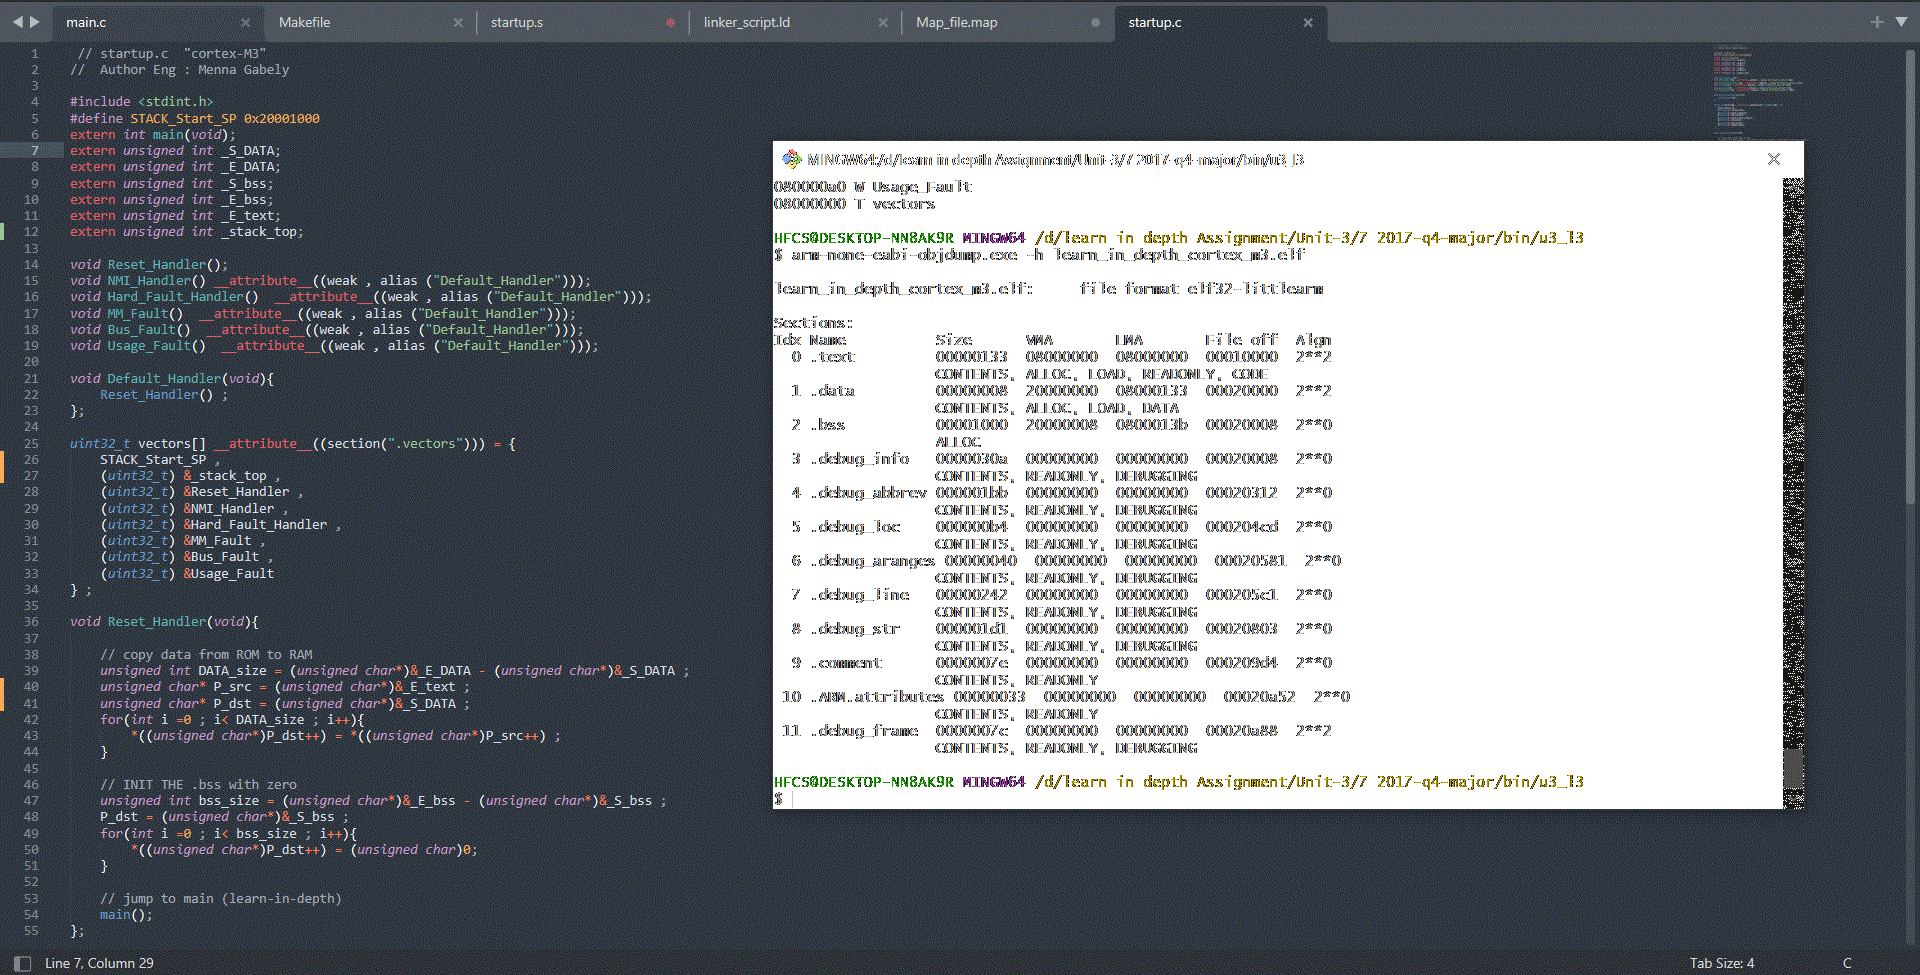 main.c
Makefile
startup.s
linker_script.ld
Map_file.map
startup.c
1 // startup.c "cortex-M3"
2 // Author Eng : Menna Gabely
3
4 #include <stdint.h>
5 #define STACK_Start_SP 0x20001000
6 extern int main(void);
7 extern unsigned int _S_DATA;
8 extern unsigned int _E_DATA;
9 extern unsigned int _S_bss;
10 extern unsigned int _E_bss;
11 extern unsigned int _E_text;
12 extern unsigned int _stack_top;
13
14 void Reset_Handler();
15 void NMI_Handler() __attribute__((weak , alias ("Default_Handler")));
16 void Hard_Fault_Handler()  __attribute__((weak , alias ("Default_Handler")));
17 void MM_Fault()  __attribute__((weak , alias ("Default_Handler")));
18 void Bus_Fault()  __attribute__((weak , alias ("Default_Handler")));
19 void Usage_Fault()  __attribute__((weak , alias ("Default_Handler")));
20
21 void Default_Handler(void){
22     Reset_Handler() ;
23 };
24
25 uint32_t vectors[] __attribute__((section(".vectors"))) = {
26     STACK_Start_SP ,
27     (uint32_t) &_stack_top ,
28     (uint32_t) &Reset_Handler ,
29     (uint32_t) &NMI_Handler ,
30     (uint32_t) &Hard_Fault_Handler ,
31     (uint32_t) &MM_Fault ,
32     (uint32_t) &Bus_Fault ,
33     (uint32_t) &Usage_Fault
34 } ;
35
36 void Reset_Handler(void){
37
38     // copy data from ROM to RAM
39     unsigned int DATA_size = (unsigned char*)&_E_DATA - (unsigned char*)&_S_DATA ;
40     unsigned char* P_src = (unsigned char*)&_E_text ;
41     unsigned char* P_dst = (unsigned char*)&_S_DATA ;
42     for(int i =0 ; i< DATA_size ; i++){
43         *((unsigned char*)P_dst++) = *((unsigned char*)P_src++) ;
44     }
45
46     // INIT THE .bss with zero
47     unsigned int bss_size = (unsigned char*)&_E_bss - (unsigned char*)&_S_bss ;
48     P_dst = (unsigned char*)&_S_bss ;
49     for(int i =0 ; i< bss_size ; i++){
50         *((unsigned char*)P_dst++) = (unsigned char)0;
51     }
52
53     // jump to main (learn-in-depth)
54     main();
55 };
MINGW64:/d/learn in depth Assignment/Unit-3/7 2017-q4-major/bin/u3_l3
080000a0 W Usage_Fault
08000000 T vectors
HFCS@DESKTOP-NN8AK9R MINGW64 /d/learn in depth Assignment/Unit-3/7 2017-q4-major/bin/u3_l3
$ arm-none-eabi-objdump.exe -h learn_in_depth_cortex_m3.elf
learn_in_depth_cortex_m3.elf:     file format elf32-littlearm
Sections:
Idx Name          Size      VMA       LMA       File off  Algn
0 .text         00000133  08000000  08000000  00010000  2**2
CONTENTS, ALLOC, LOAD, READONLY, CODE
1 .data         00000008  20000000  08000133  00020000  2**2
CONTENTS, ALLOC, LOAD, DATA
2 .bss          00001000  20000008  0800013b  00020008  2**0
ALLOC
3 .debug_info   0000030a  00000000  00000000  00020008  2**0
CONTENTS, READONLY, DEBUGGING
4 .debug_abbrev 000001bb  00000000  00000000  00020312  2**0
CONTENTS, READONLY, DEBUGGING
5 .debug_loc    000000b4  00000000  00000000  000204cd  2**0
CONTENTS, READONLY, DEBUGGING
6 .debug_aranges 00000040  00000000  00000000  00020581  2**0
CONTENTS, READONLY, DEBUGGING
7 .debug_line   00000242  00000000  00000000  000205c1  2**0
CONTENTS, READONLY, DEBUGGING
8 .debug_str    000001d1  00000000  00000000  00020803  2**0
CONTENTS, READONLY, DEBUGGING
9 .comment      0000007e  00000000  00000000  000209d4  2**0
CONTENTS, READONLY
10 .ARM.attributes 00000033  00000000  00000000  00020a52  2**0
CONTENTS, READONLY
11 .debug_frame  0000007c  00000000  00000000  00020a88  2**2
CONTENTS, READONLY, DEBUGGING
HFCS@DESKTOP-NN8AK9R MINGW64 /d/learn in depth Assignment/Unit-3/7 2017-q4-major/bin/u3_l3
$
Line 7, Column 29
Tab Size: 4
C